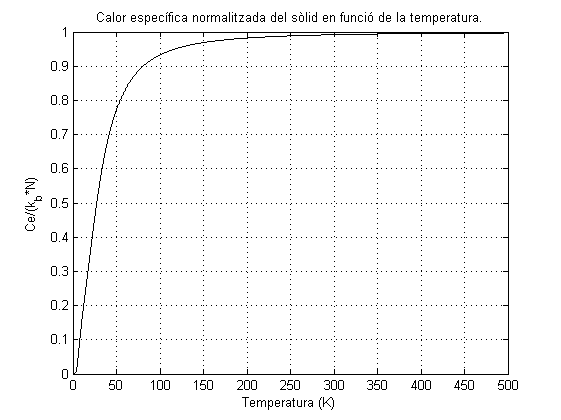 Calor específica normalitzada del sòlid en funció de la temperatura.
1
0.9
0.8
0.7
0.6
0.5
0.4
0.3
0.2
0.1
0
Ce/(k_b*N)
0 50 100 150 200 250 300 350 400 450 500
Temperatura (K)